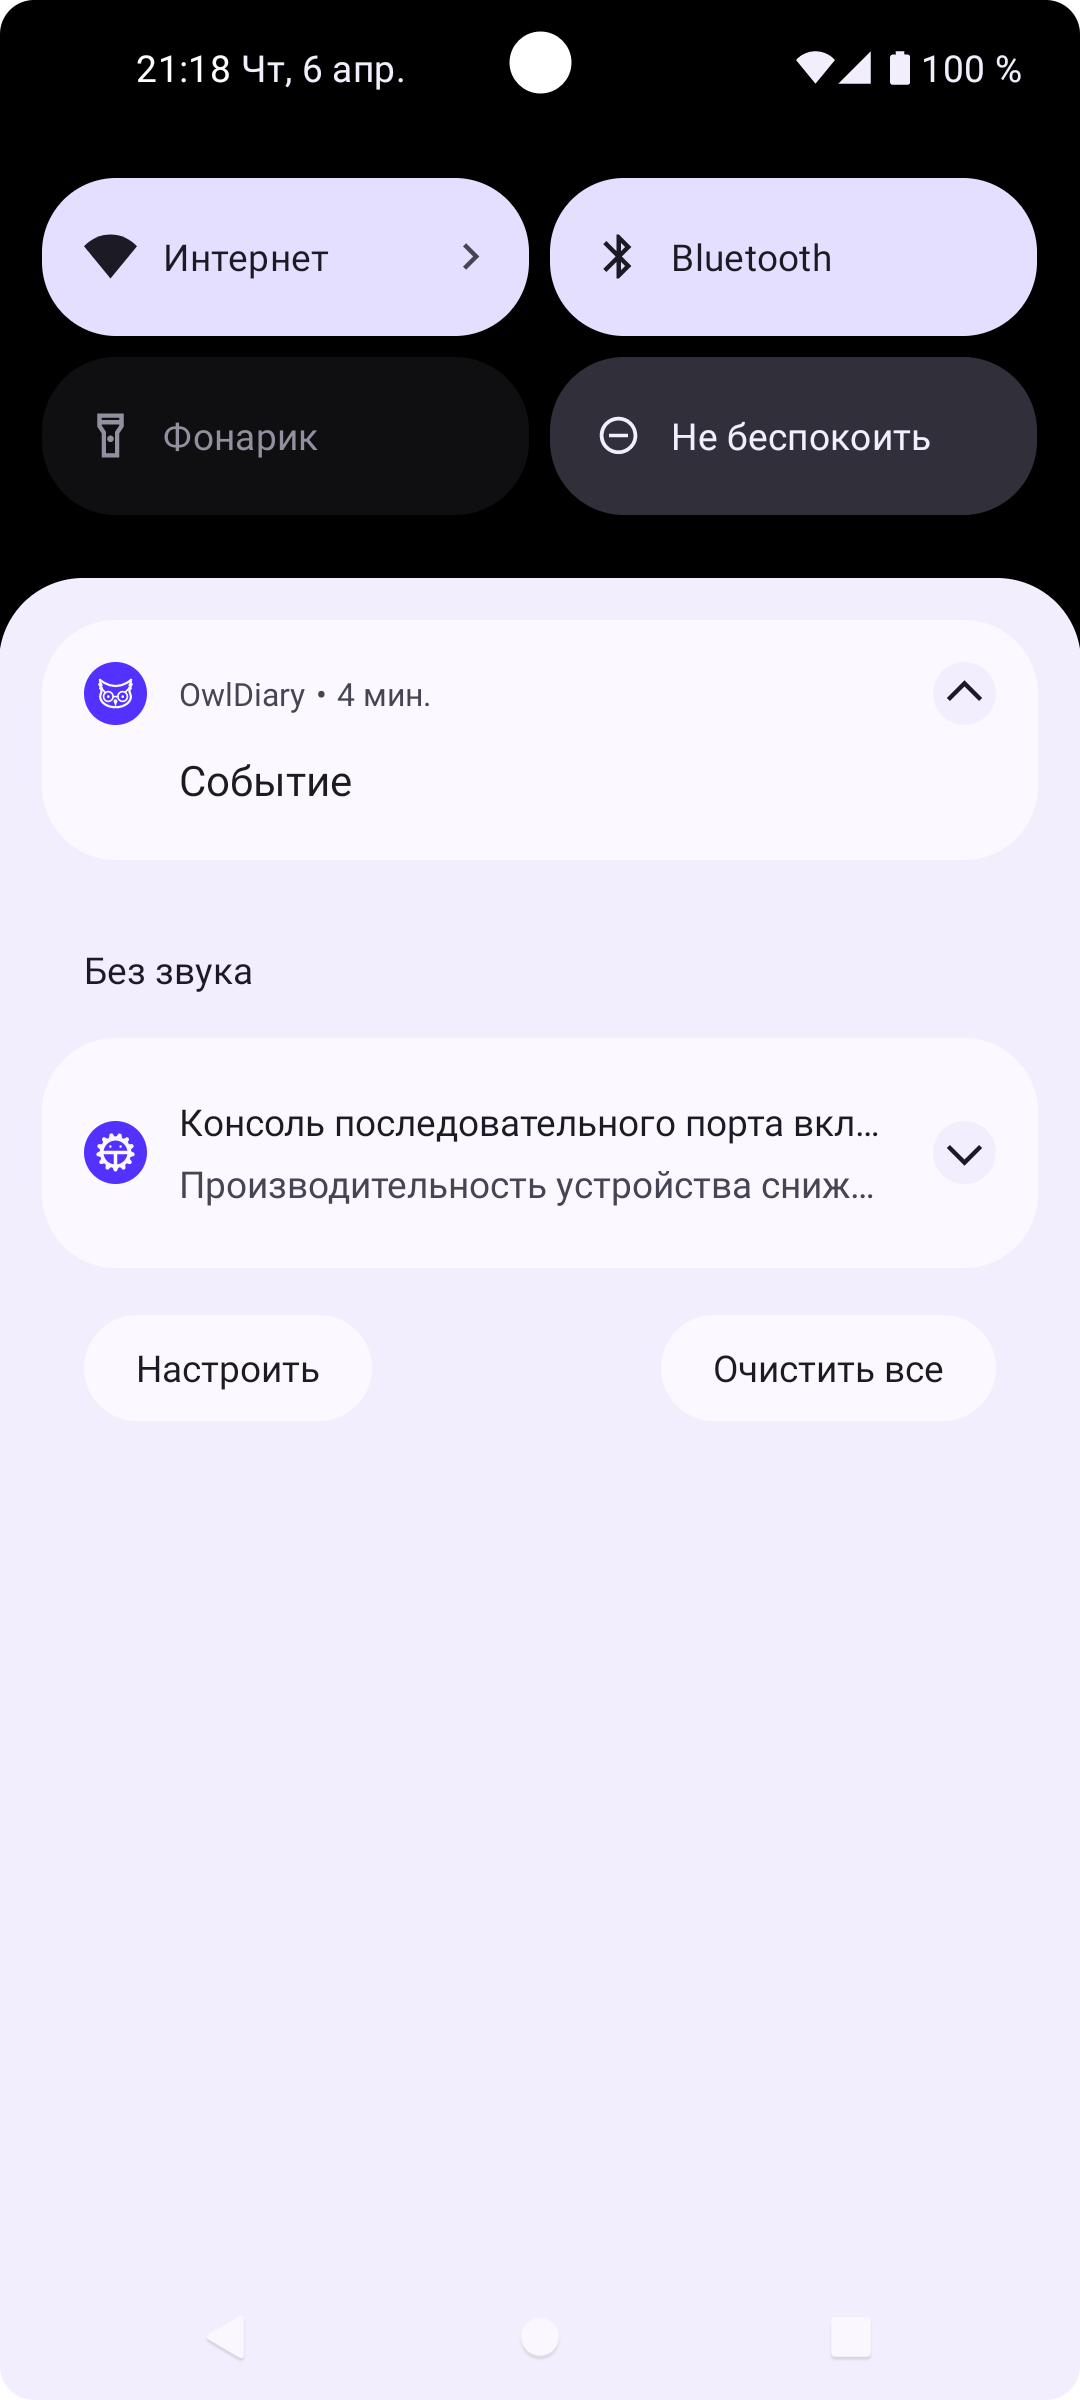 21:18 Чт, 6 апр.
100 %
Интернет
Bluetooth
Фонарик
Не беспокоить
OwlDiary • 4 мин.
Событие
Без звука
Консоль последовательного порта вкл…
Производительность устройства сниж…
Настроить
Очистить все